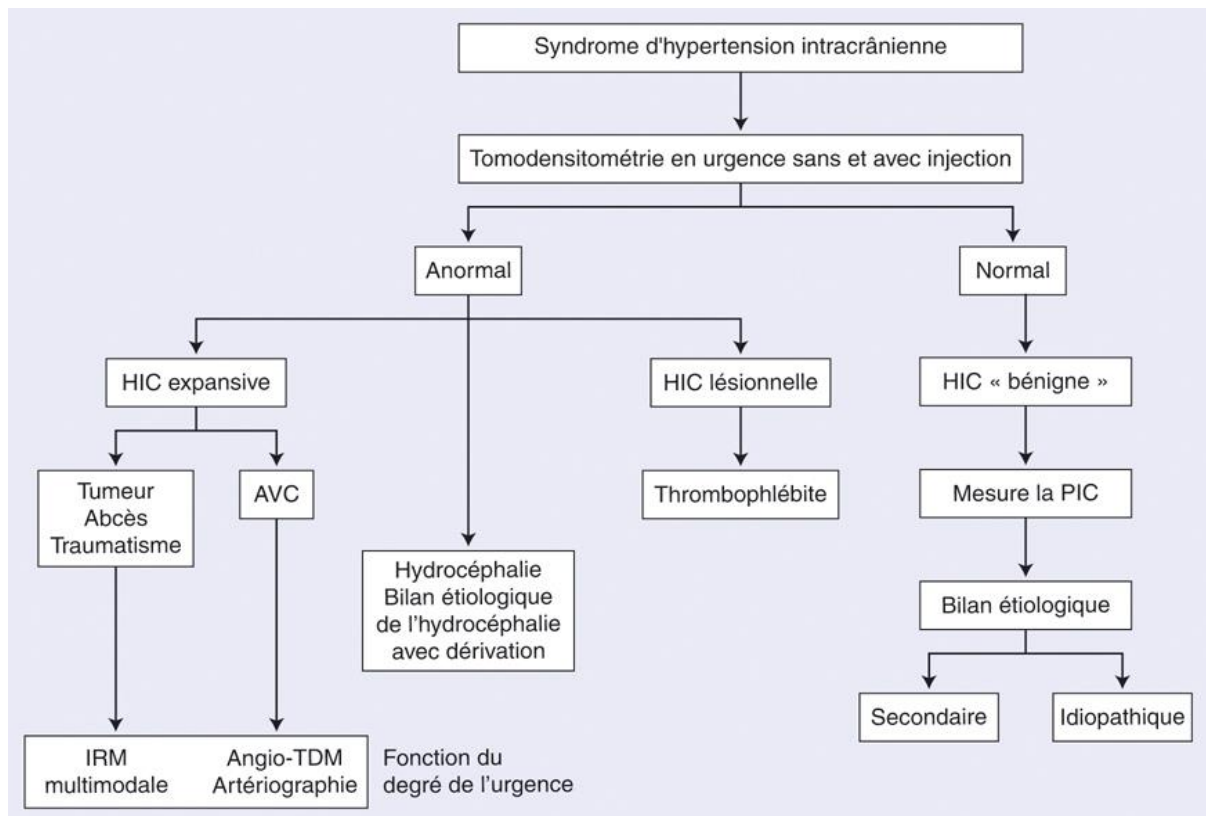 Syndrome d'hypertension intracrânienne
Tomodensitométrie en urgence sans et avec injection
Anormal
Normal
HIC expansive
HIC lésionnelle
HIC « bénigne »
Tumeur
Abcès
Traumatisme
AVC
Thrombophlébite
Mesure la PIC
Hydrocéphalie
Bilan étiologique
de l'hydrocéphalie
avec dérivation
Bilan étiologique
Secondaire
Idiopathique
IRM
multimodale
Angio-TDM
Artériographie
Fonction du
degré de l'urgence